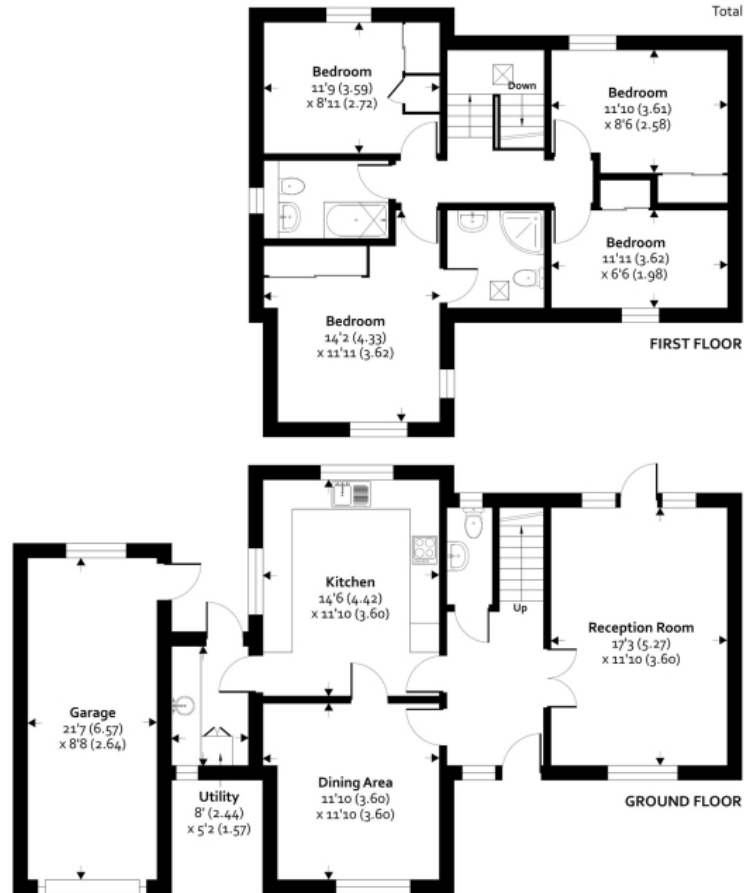 Total
Bedroom
11'9 (3.59)
x 8'11 (2.72)
Down
Bedroom
11'10 (3.61)
x 8'6 (2.58)
Bedroom
11'11 (3.62)
x 6'6 (1.98)
Bedroom
14'2 (4.33)
x 11'11 (3.62)
FIRST FLOOR
Kitchen
14'6 (4.42)
x 11'10 (3.60)
Up
Reception Room
17'3 (5.27)
x 11'10 (3.60)
Garage
21'7 (6.57)
x 8'8 (2.64)
Utility
8' (2.44)
x 5'2 (1.57)
Dining Area
11'10 (3.60)
x 11'10 (3.60)
GROUND FLOOR